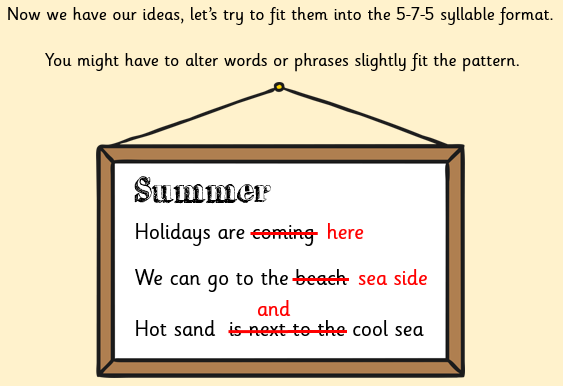 Now we have our ideas, let's try to fit them into the 5-7-5 syllable format.
You might have to alter words or phrases slightly fit the pattern.
Summer
Holidays are coming here
We can go to the beach sea side
and
Hot sand is next to the cool sea